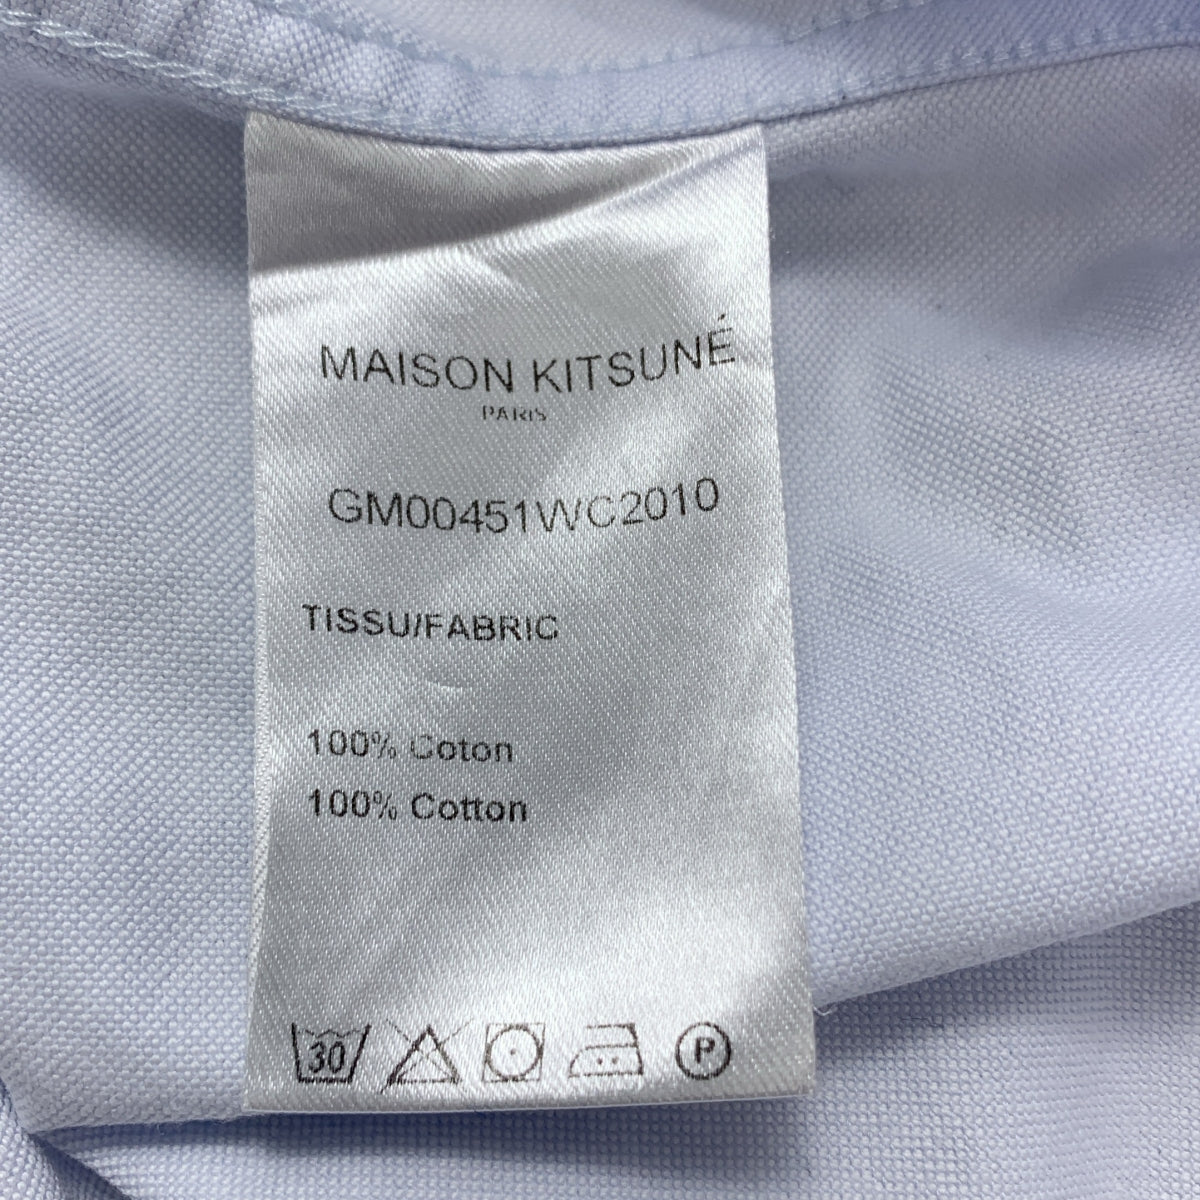 MAISON KITSUNÉ
PARIS
GM00451WC2010
TISSU/FABRIC
100% Coton
100% Cotton
30 P